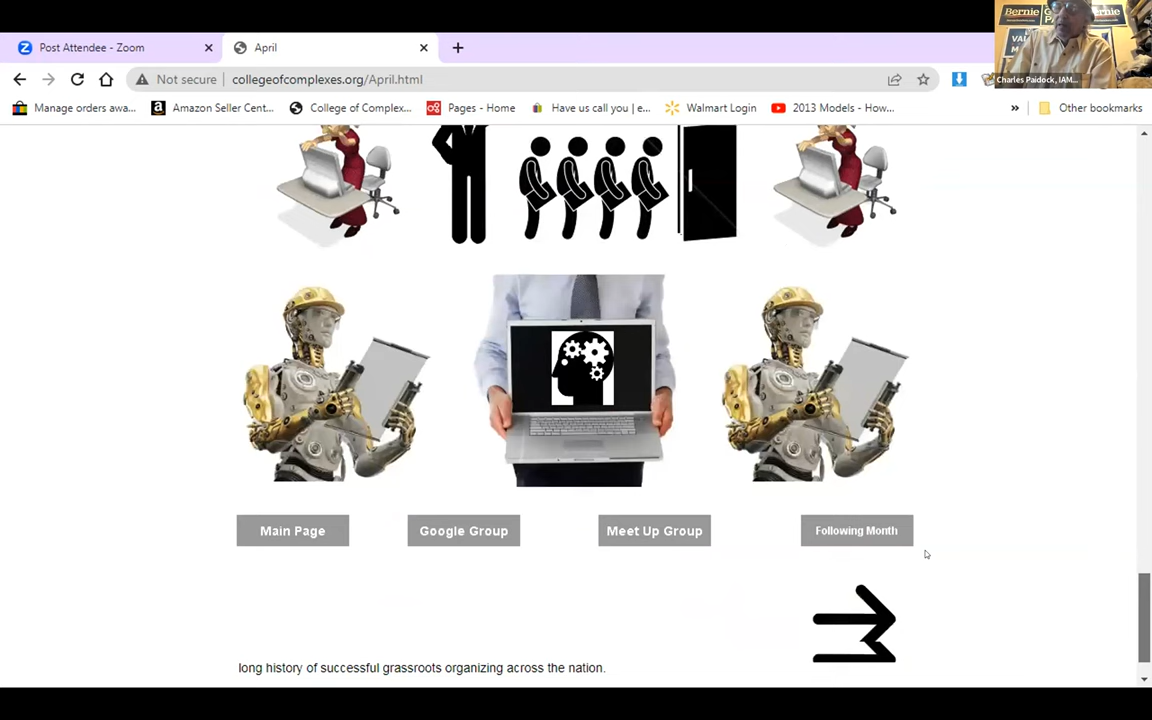 Post Attendee - Zoom
April
Bernie
Bernie
Charles Paidock, IAM...
Not secure
collegeofcomplexes.org/April.html
Manage orders awa...
Amazon Seller Cent...
College of Complex...
Pages - Home
Have us call you | e...
Walmart Login
2013 Models - How...
»
Other bookmarks
Main Page
Google Group
Meet Up Group
Following Month
long history of successful grassroots organizing across the nation.